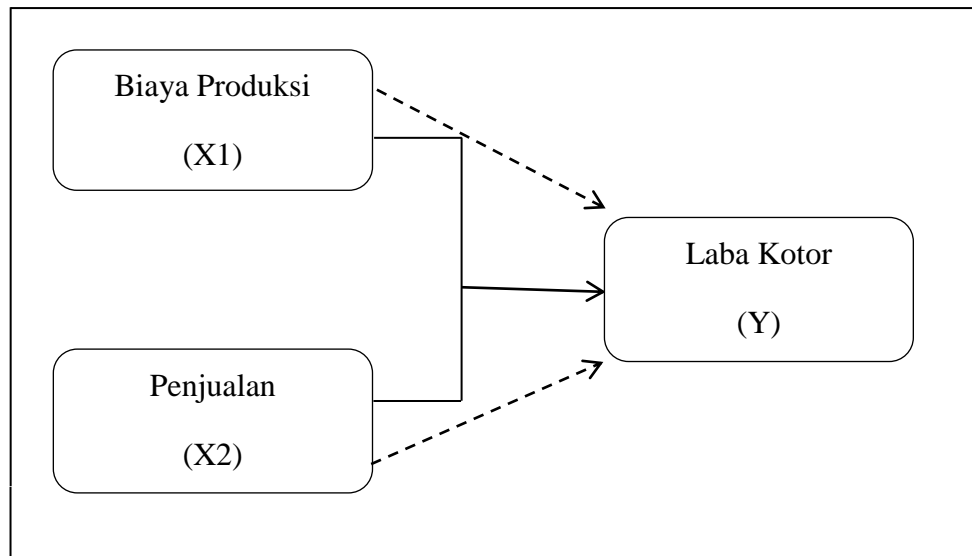 Biaya Produksi
(X1)
Laba Kotor
(Y)
Penjualan
(X2)